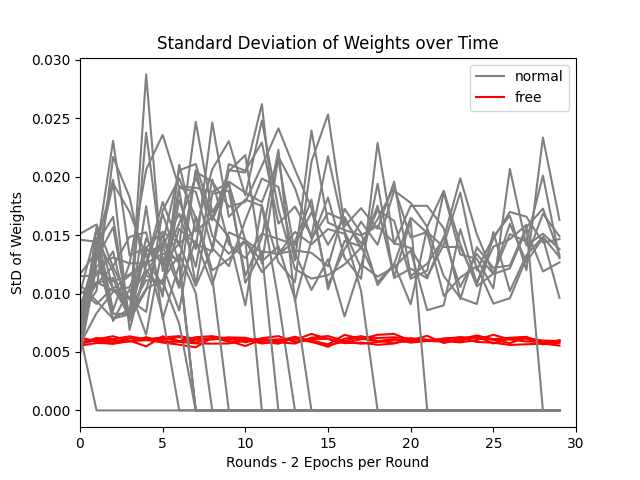 Standard Deviation of Weights over Time
StD of Weights
0.030
0.025
0.020
0.015
0.010
0.005
0.000
normal
free
0 5 10 15 20 25 30
Rounds - 2 Epochs per Round